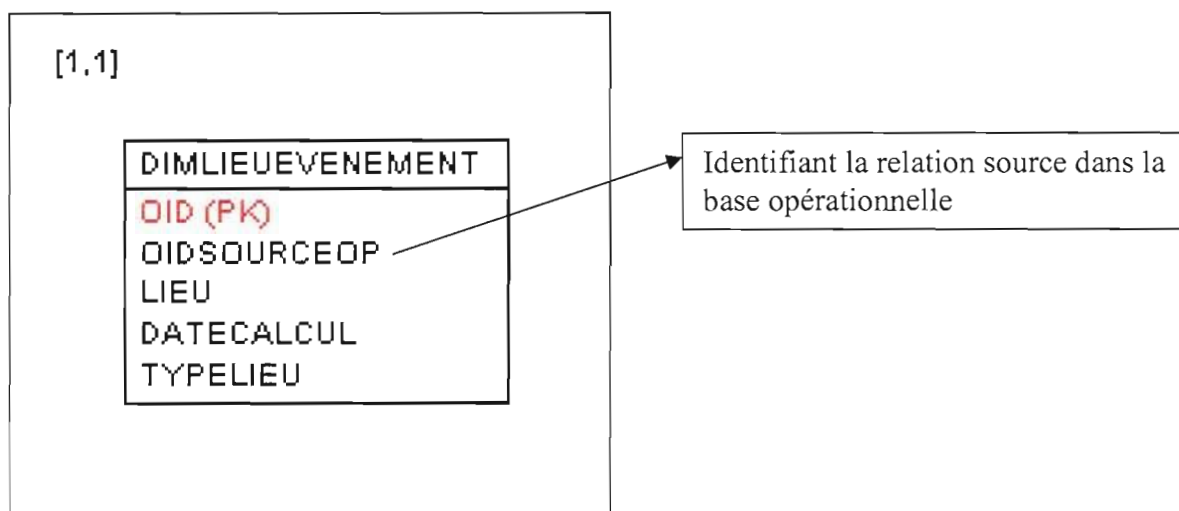 [1,1]
DIMLIEUEVENEMENT
OID (PK)
OIDSOURCEOP
LIEU
DATECALCUL
TYPELIEU
Identifiant la relation source dans la
base opérationnelle